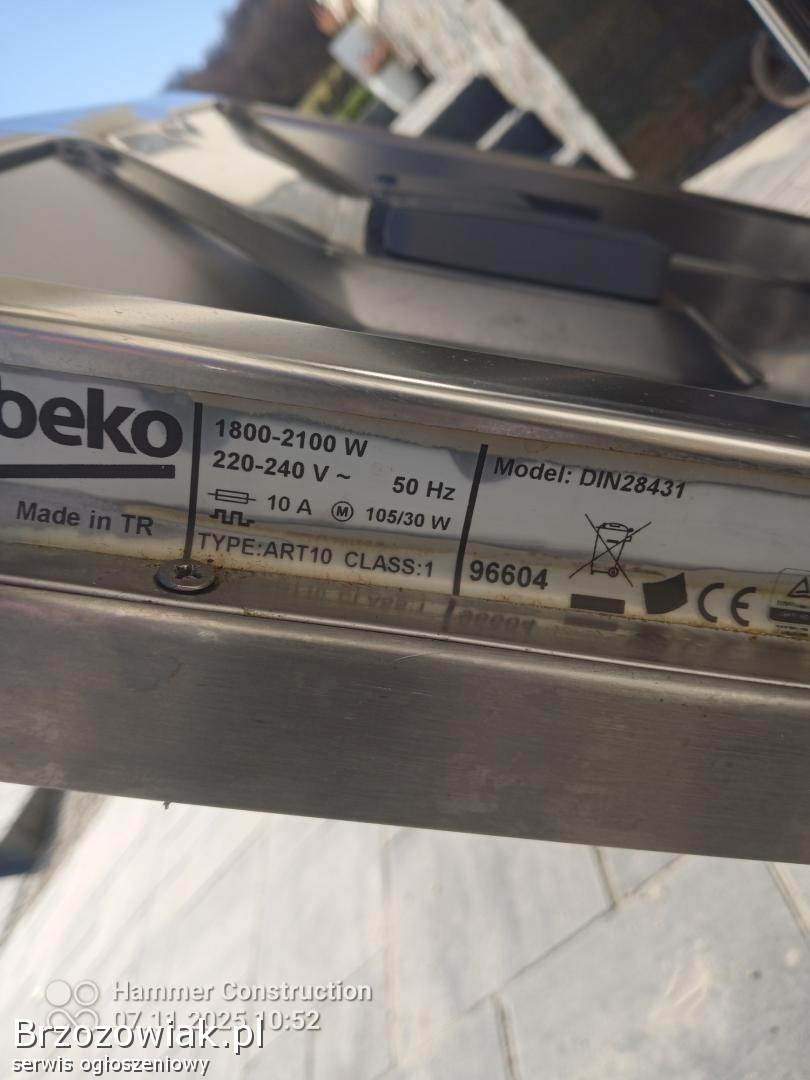 beko
Made in TR
1800-2100 W
220-240 V ~ 50 Hz
10 A M 105/30 W
TYPE:ART10 CLASS:1
Model: DIN28431
96604
CE
Hammer Construction
07.11.2025 10:52
Brzozowiak.pl
serwis ogłoszeniowy